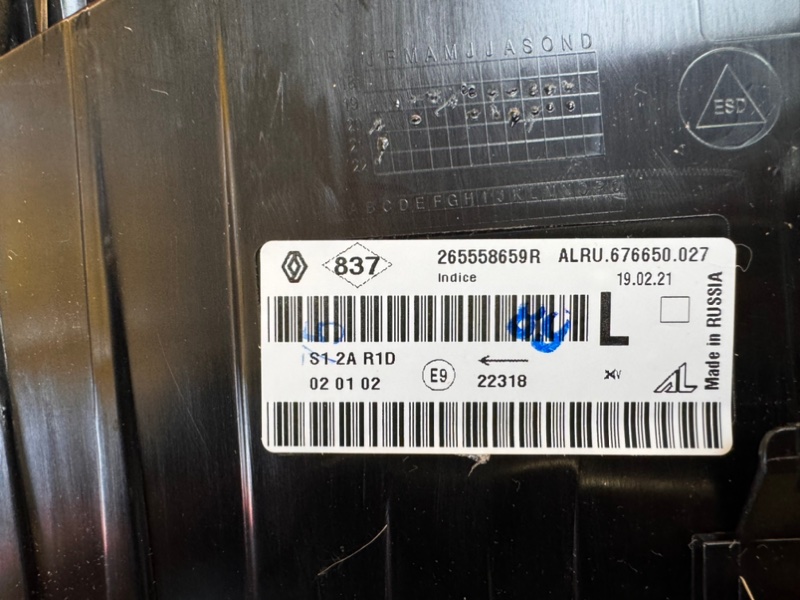 J F M A M J J A S O N D
ESD
837 265558659R ALRU.676650.027
Indice 19.02.21
L
Made in RUSSIA
S1 2A R1D
02 01 02 E9 22318
AL